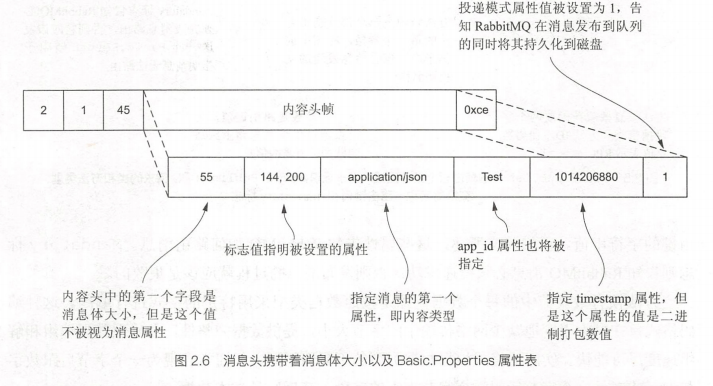 投递模式属性值被设置为 1，告
知 RabbitMQ 在消息发布到队列
的同时将其持久化到磁盘
2 1 45 内容头帧 0xce
55 144, 200 application/json Test 1014206880 1
标志值指明被设置的属性
app_id 属性也将被
指定
内容头中的第一个字段是
消息体大小，但是这个值
不被视为消息属性
指定消息的第一个
属性，即内容类型
指定 timestamp 属性，但
是这个属性的值是二进
制打包数值
图 2.6 消息头携带着消息体大小以及 Basic.Properties 属性表